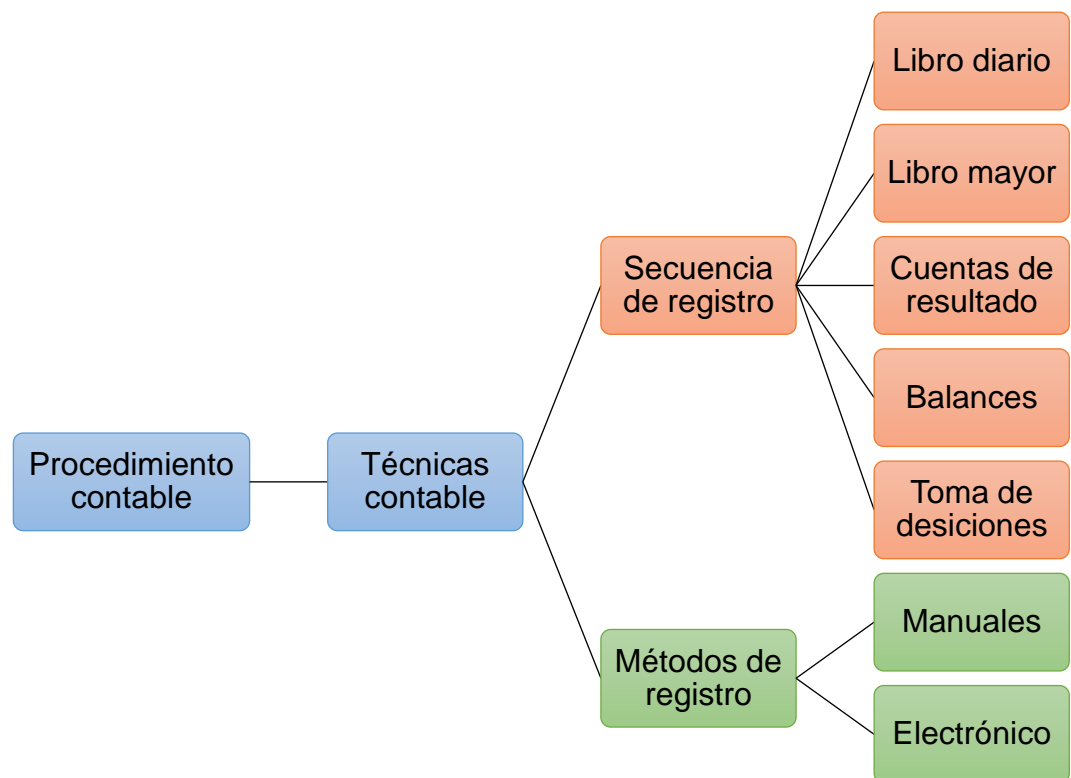 Procedimiento
contable
Técnicas
contable
Secuencia
de registro
Libro diario
Libro mayor
Cuentas de
resultado
Balances
Toma de
desiciones
Métodos de
registro
Manuales
Electrónico